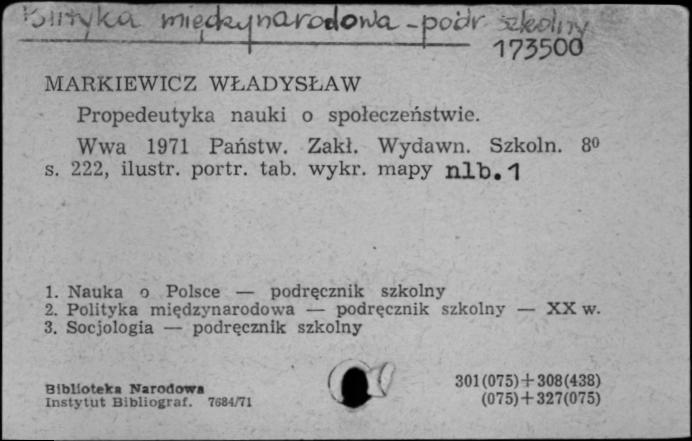 Polityka międzynarodowa - podr szkolny
173500
MARKIEWICZ WŁADYSŁAW
Propedeutyka nauki o społeczeństwie.
Wwa 1971 Państw. Zakł. Wydawn. Szkoln. 8⁰
s. 222, ilustr. portr. tab. wykr. mapy nlb. 1
1. Nauka o Polsce — podręcznik szkolny
2. Polityka międzynarodowa — podręcznik szkolny — XX w.
3. Socjologia — podręcznik szkolny
Biblioteka Narodowa
Instytut Bibliograf. 7684/71
301(075)+308(438)
(075)+327(075)